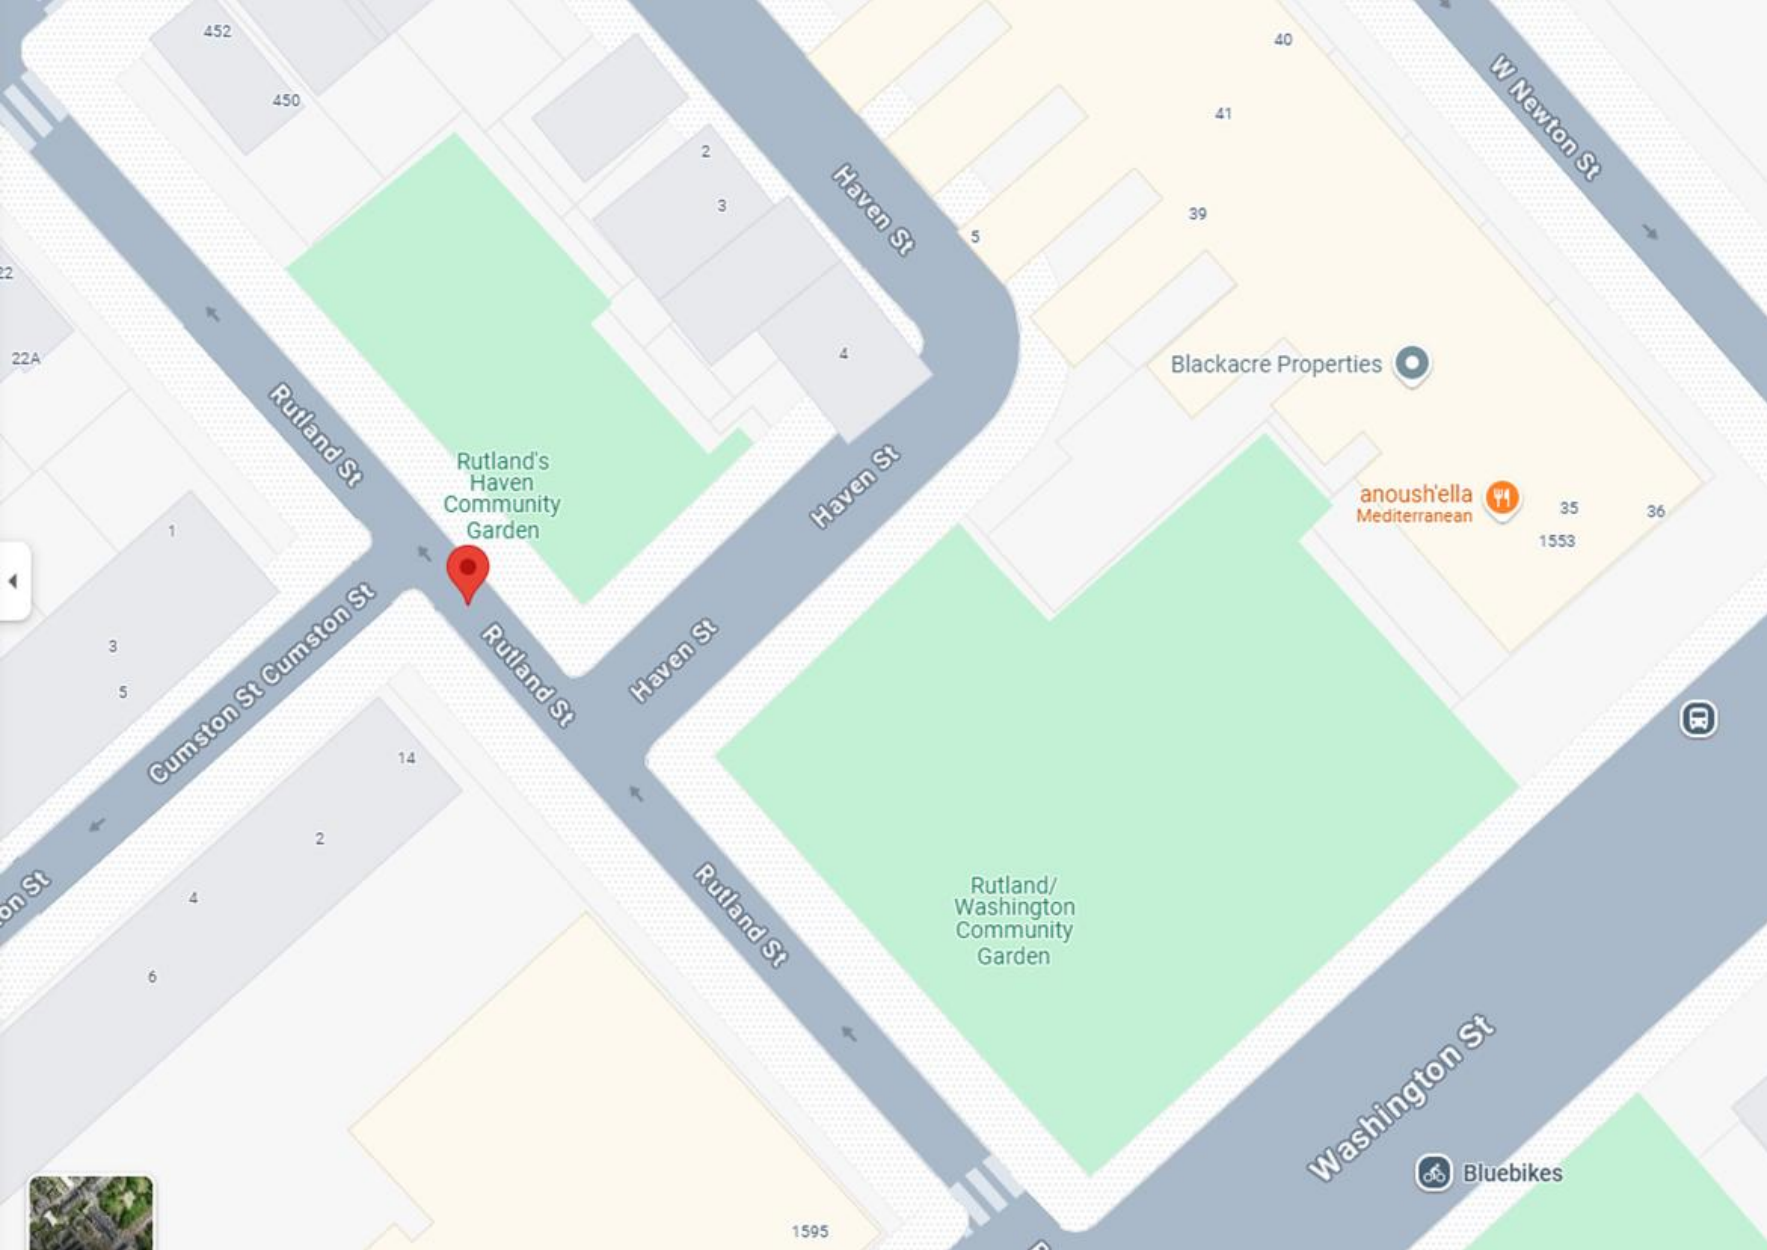 452
450
40
41
W Newton St
2
3
Haven St
39
5
22
22A
4
Blackacre Properties
Rutland St
Rutland's
Haven
Community
Garden
Haven St
anoush'ella
Mediterranean
35
36
1553
1
3
5
Cumston St Cumston St
Rutland St
Haven St
14
2
4
6
on St
Rutland St
Rutland/
Washington
Community
Garden
Washington St
Bluebikes
1595